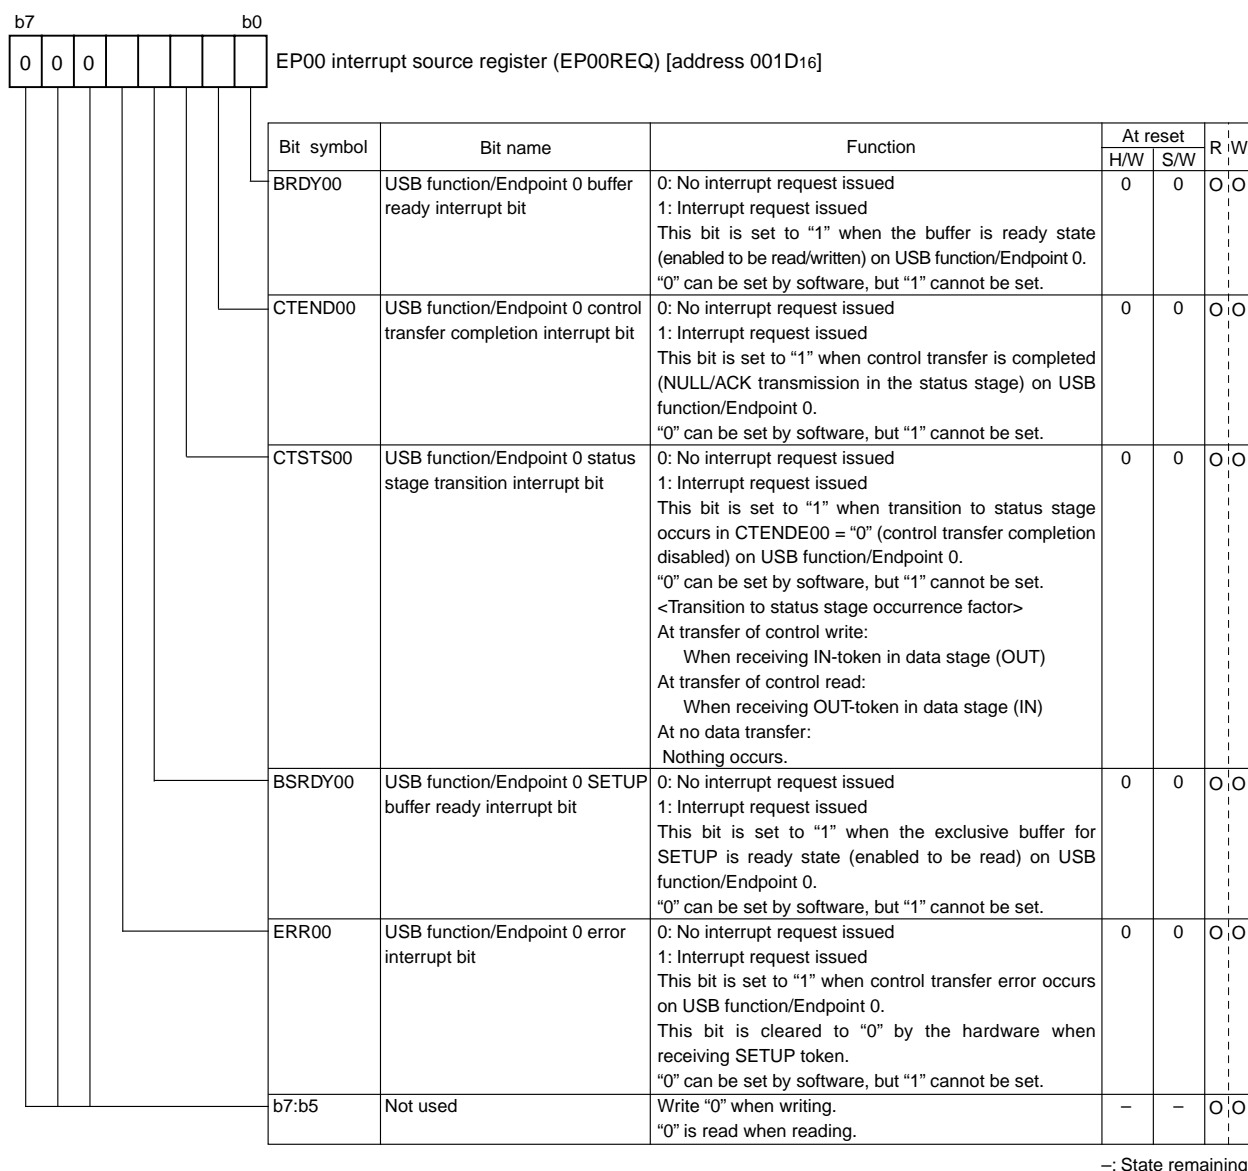 b7 b0
0 0 0
EP00 interrupt source register (EP00REQ) [address 001D16]
Bit symbol Bit name Function At reset R W
H/W S/W
BRDY00 USB function/Endpoint 0 buffer 0: No interrupt request issued 0 0 O O
ready interrupt bit 1: Interrupt request issued
This bit is set to “1” when the buffer is ready state
(enabled to be read/written) on USB function/Endpoint 0.
“0” can be set by software, but “1” cannot be set.
CTEND00 USB function/Endpoint 0 control 0: No interrupt request issued 0 0 O O
transfer completion interrupt bit 1: Interrupt request issued
This bit is set to “1” when control transfer is completed
(NULL/ACK transmission in the status stage) on USB
function/Endpoint 0.
“0” can be set by software, but “1” cannot be set.
CTSTS00 USB function/Endpoint 0 status 0: No interrupt request issued 0 0 O O
stage transition interrupt bit 1: Interrupt request issued
This bit is set to “1” when transition to status stage
occurs in CTENDE00 = “0” (control transfer completion
disabled) on USB function/Endpoint 0.
“0” can be set by software, but “1” cannot be set.
<Transition to status stage occurrence factor>
At transfer of control write:
When receiving IN-token in data stage (OUT)
At transfer of control read:
When receiving OUT-token in data stage (IN)
At no data transfer:
Nothing occurs.
BSRDY00 USB function/Endpoint 0 SETUP 0: No interrupt request issued 0 0 O O
buffer ready interrupt bit 1: Interrupt request issued
This bit is set to “1” when the exclusive buffer for
SETUP is ready state (enabled to be read) on USB
function/Endpoint 0.
“0” can be set by software, but “1” cannot be set.
ERR00 USB function/Endpoint 0 error 0: No interrupt request issued 0 0 O O
interrupt bit 1: Interrupt request issued
This bit is set to “1” when control transfer error occurs
on USB function/Endpoint 0.
This bit is cleared to “0” by the hardware when
receiving SETUP token.
“0” can be set by software, but “1” cannot be set.
b7:b5 Not used Write “0” when writing. – – O O
“0” is read when reading.
–: State remaining